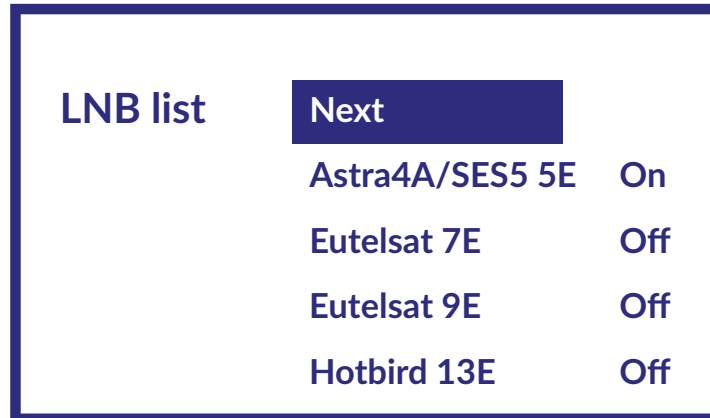 LNB list Next
Astra4A/SES5 5E On
Eutelsat 7E Off
Eutelsat 9E Off
Hotbird 13E Off